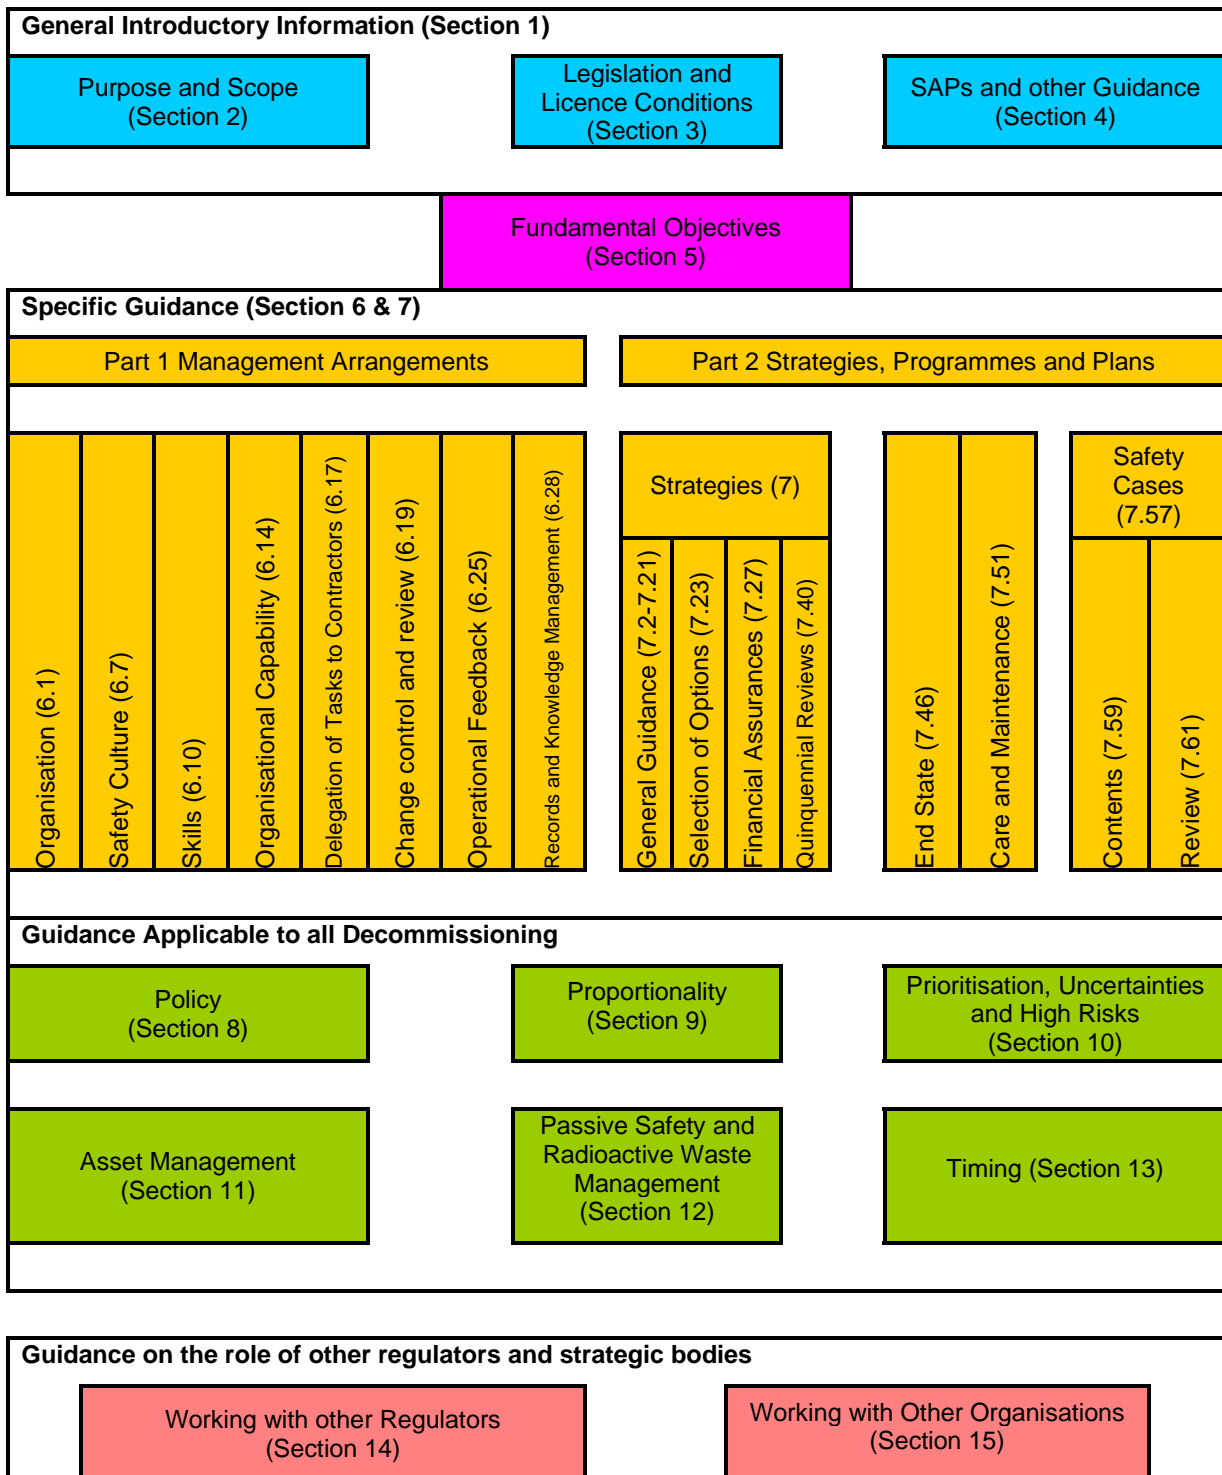 General Introductory Information (Section 1)
Purpose and Scope
(Section 2)
Legislation and
Licence Conditions
(Section 3)
SAPs and other Guidance
(Section 4)
Fundamental Objectives
(Section 5)
Specific Guidance (Section 6 & 7)
Part 1 Management Arrangements
Part 2 Strategies, Programmes and Plans
Organisation (6.1)
Safety Culture (6.7)
Skills (6.10)
Organisational Capability (6.14)
Delegation of Tasks to Contractors (6.17)
Change control and review (6.19)
Operational Feedback (6.25)
Records and Knowledge Management (6.28)
Strategies (7)
General Guidance (7.2-7.21)
Selection of Options (7.23)
Financial Assurances (7.27)
Quinquennial Reviews (7.40)
End State (7.46)
Care and Maintenance (7.51)
Safety
Cases
(7.57)
Contents (7.59)
Review (7.61)
Guidance Applicable to all Decommissioning
Policy
(Section 8)
Proportionality
(Section 9)
Prioritisation, Uncertainties
and High Risks
(Section 10)
Asset Management
(Section 11)
Passive Safety and
Radioactive Waste
Management
(Section 12)
Timing (Section 13)
Guidance on the role of other regulators and strategic bodies
Working with other Regulators
(Section 14)
Working with Other Organisations
(Section 15)